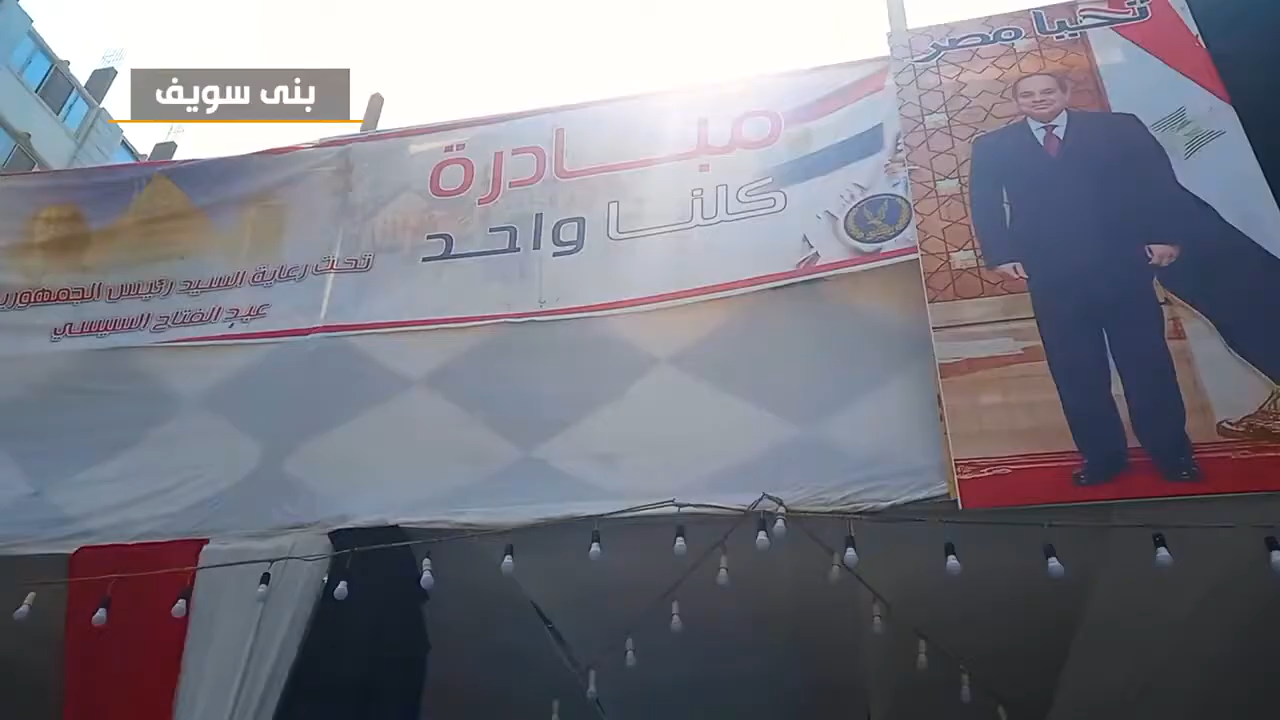 بنى سويف
تحيا مصر
مبادرة
كلنا واحد
تحت رعاية السيد رئيس الجمهورية
عبد الفتاح السيسي